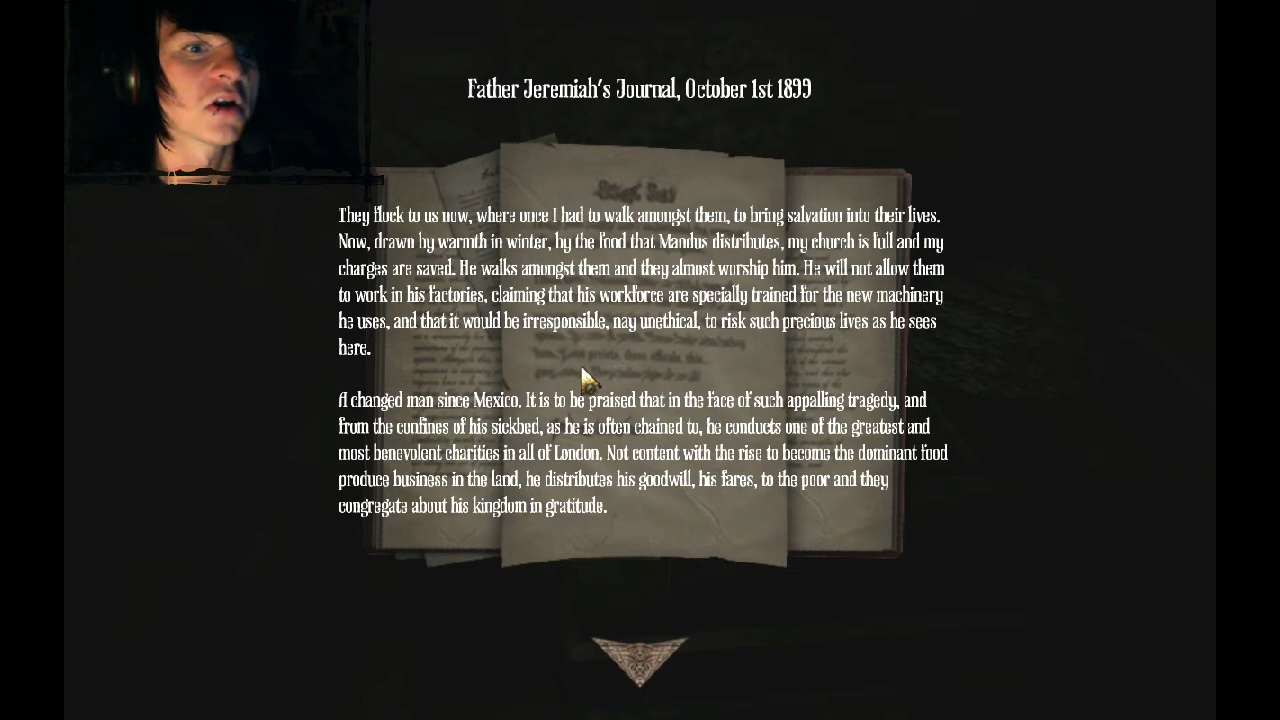 Father Jeremiah's Journal, October 1st 1899
They flock to us now, where once I had to walk amongst them, to bring salvation into their lives.
Now, drawn by warmth in winter, by the food that Mandus distributes, my church is full and my
charges are saved. He walks amongst them and they almost worship him. He will not allow them
to work in his factories, claiming that his workforce are specially trained for the new machinery
he uses, and that it would be irresponsible, nay unethical, to risk such precious lives as he sees
here.
A changed man since Mexico. It is to be praised that in the face of such appalling tragedy, and
from the confines of his sickbed, as he is often chained to, he conducts one of the greatest and
most benevolent charities in all of London. Not content with the rise to become the dominant food
produce business in the land, he distributes his goodwill, his fares, to the poor and they
congregate about his kingdom in gratitude.